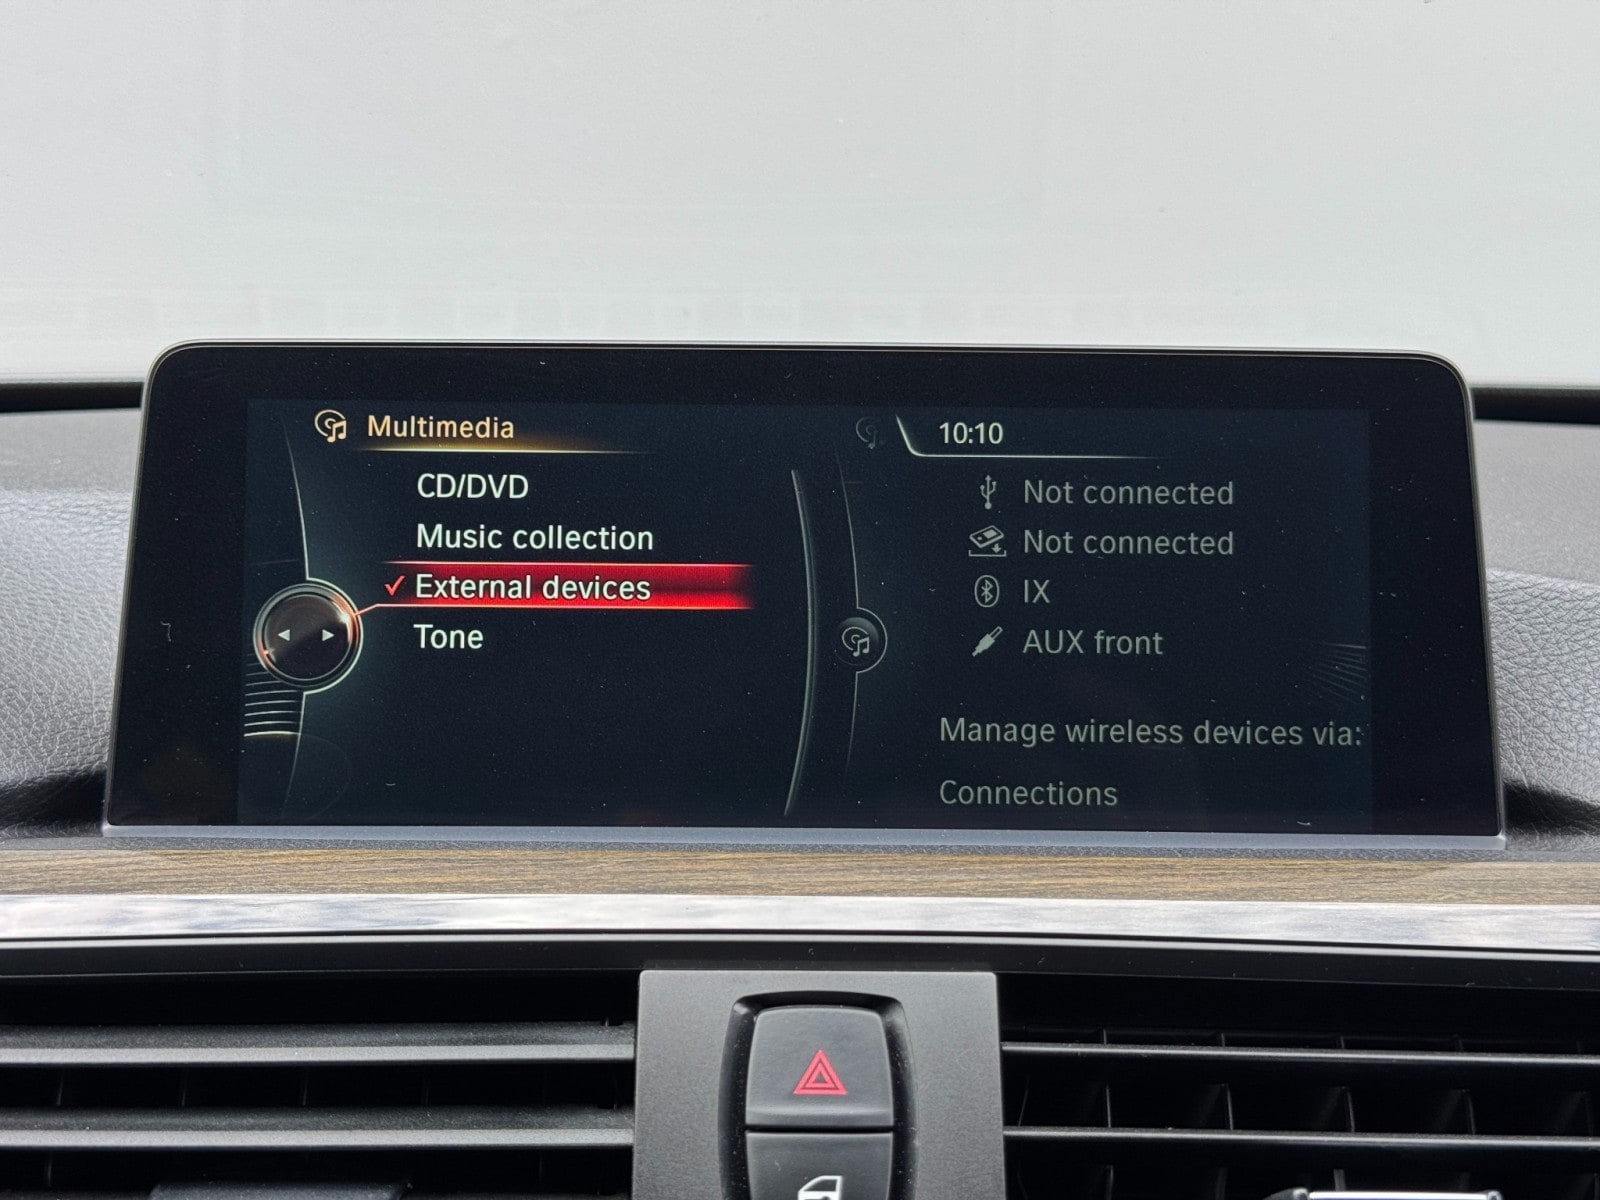 Multimedia
CD/DVD
Music collection
External devices
Tone
10:10
Not connected
Not connected
IX
AUX front
Manage wireless devices via:
Connections